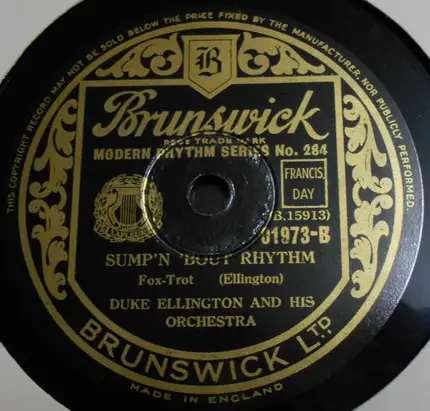 THIS COPYRIGHT RECORD MAY NOT BE SOLD BELOW THE PRICE FIXED BY THE MANUFACTURER, NOR PUBLICLY PERFORMED.
B
Brunswick
REGD TRADE MARK
MODERN RHYTHM SERIES No. 284
FRANCIS,
DAY
(B.15913)
01973-B
SUMP'N 'BOUT RHYTHM
Fox-Trot (Ellington)
DUKE ELLINGTON AND HIS
ORCHESTRA
BRUNSWICK LTD.
MADE IN ENGLAND